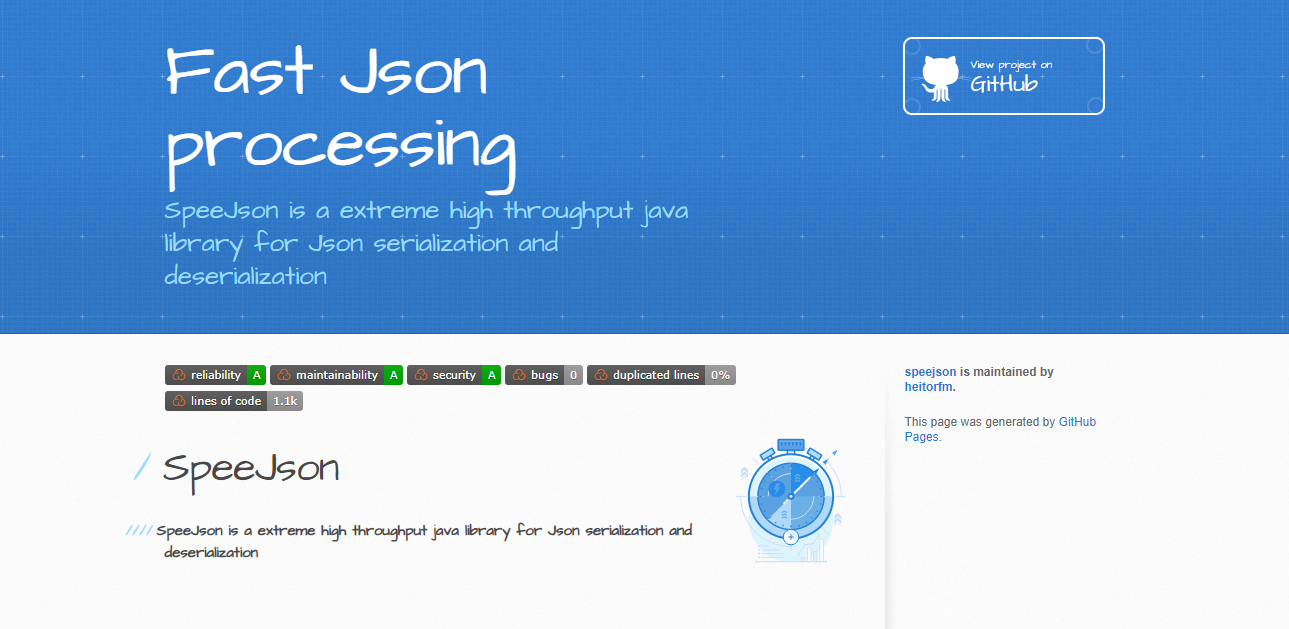 Fast Json
processing
SpeeJson is a extreme high throughput java
library for Json serialization and
deserialization
View project on
GitHub
reliability A maintainability A security A bugs 0 duplicated lines 0%
lines of code 1.1k
SpeeJson
SpeeJson is a extreme high throughput java library for Json serialization and
deserialization
speejson is maintained by
heitorfm.
This page was generated by GitHub
Pages.